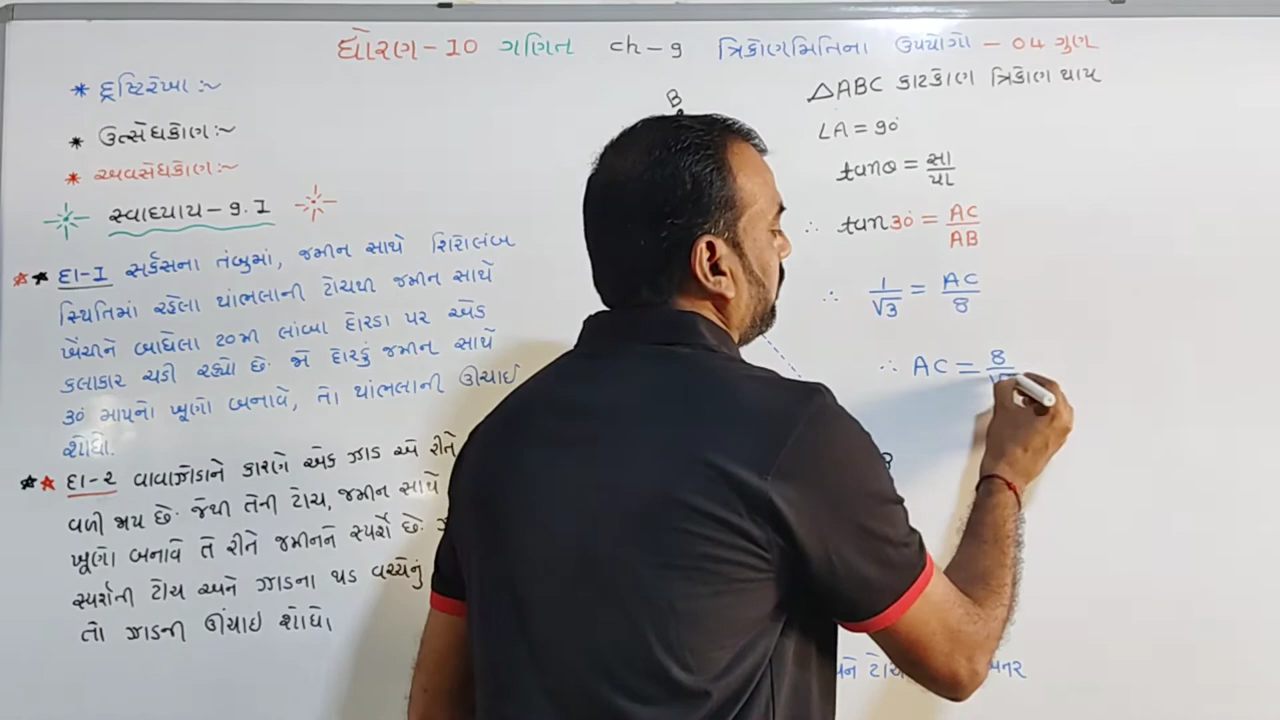 ધોરણ-10 ગણિત ch-9 ત્રિકોણમિતિના ઉપયોગો - 04 ગુણ
* દ્રષ્ટિરેખા :~
* ઉત્સેધકોણ:~
* અવસેધકોણ:~
સ્વાધ્યાય - 9.1
દા-1 સર્કસના તંબુમાં, જમીન સાથે શિરોલંબ
સ્થિતિમાં રહેલા થાંભલાની ટોચથી જમીન સાથે
ખેંચીને બાંધેલા 20મી લાંબા દોરડા પર એક
કલાકાર ચડી રહ્યો છે. જો દોરડું જમીન સાથે
30 માપનો ખૂણો બનાવે, તો થાંભલાની ઊંચાઈ
શોધો.
દા-2 વાવાઝોડાને કારણે એક ઝાડ એ રીતે
વળી જાય છે. જેથી તેની ટોચ, જમીન સાથે
ખૂણો બનાવે તે રીતે જમીનને સ્પર્શે છે.
સ્પર્શતી ટોચ અને ઝાડના થડ વચ્ચેનું
તો ઝાડની ઊંચાઈ શોધો
B
△ABC કાટકોણ ત્રિકોણ થાય
∠A = 90°
tanθ = સા/પા
∴ tan30° = AC/AB
∴ 1/√3 = AC/8
∴ AC = 8/√